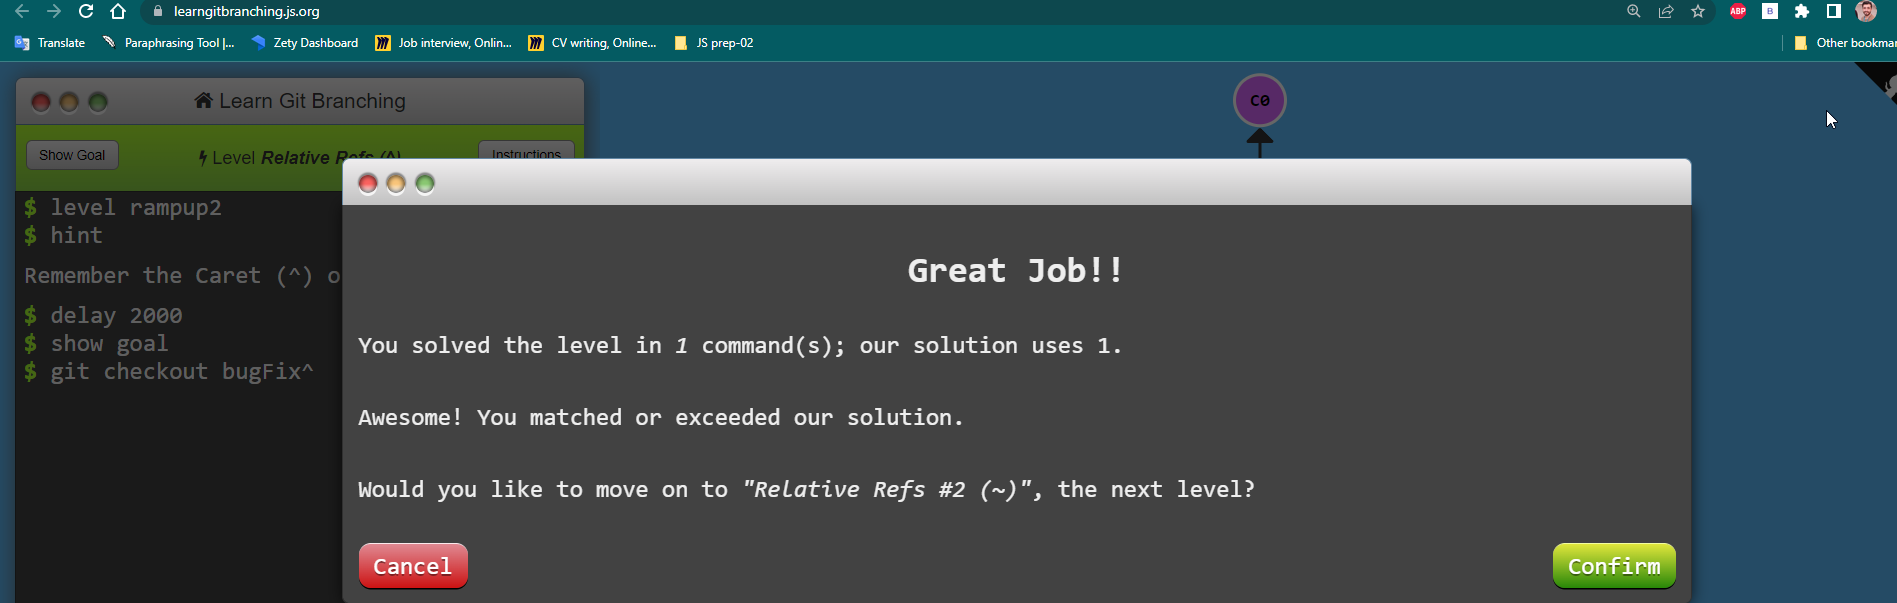 learngitbranching.js.org
ABP
B
Translate
Paraphrasing Tool |...
Zety Dashboard
Job interview, Onlin...
CV writing, Online...
JS prep-02
Other bookmar
Learn Git Branching
C0
Show Goal
Level Relative Refs (^)
Instructions
$ level rampup2
$ hint
Remember the Caret (^) o
$ delay 2000
$ show goal
$ git checkout bugFix^
Great Job!!
You solved the level in 1 command(s); our solution uses 1.
Awesome! You matched or exceeded our solution.
Would you like to move on to "Relative Refs #2 (~)", the next level?
Cancel
Confirm